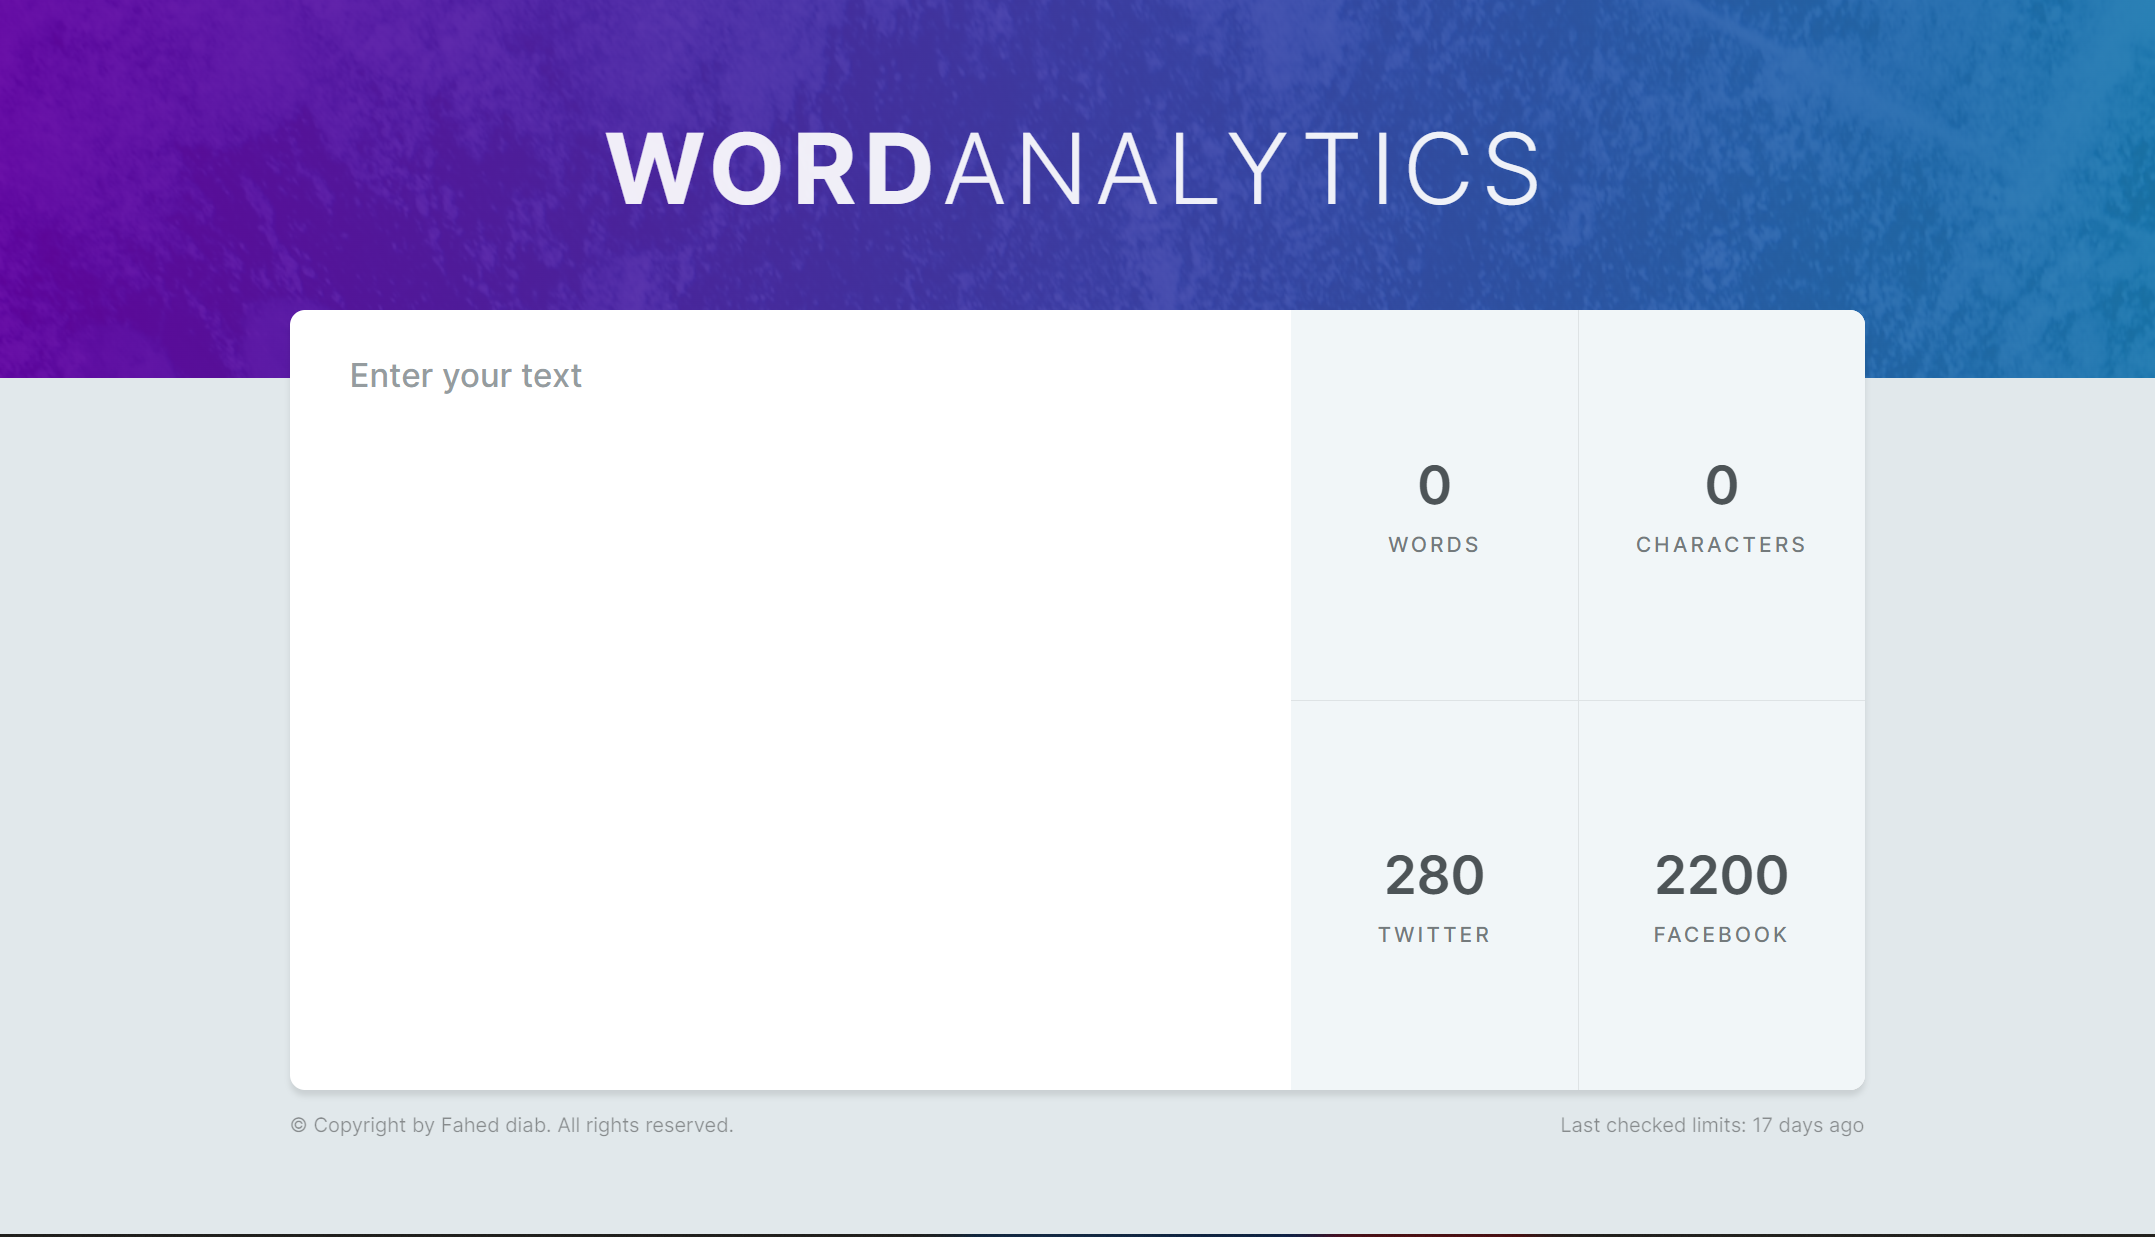 WORDANALYTICS
Enter your text
0
WORDS
0
CHARACTERS
280
TWITTER
2200
FACEBOOK
© Copyright by Fahed diab. All rights reserved.
Last checked limits: 17 days ago